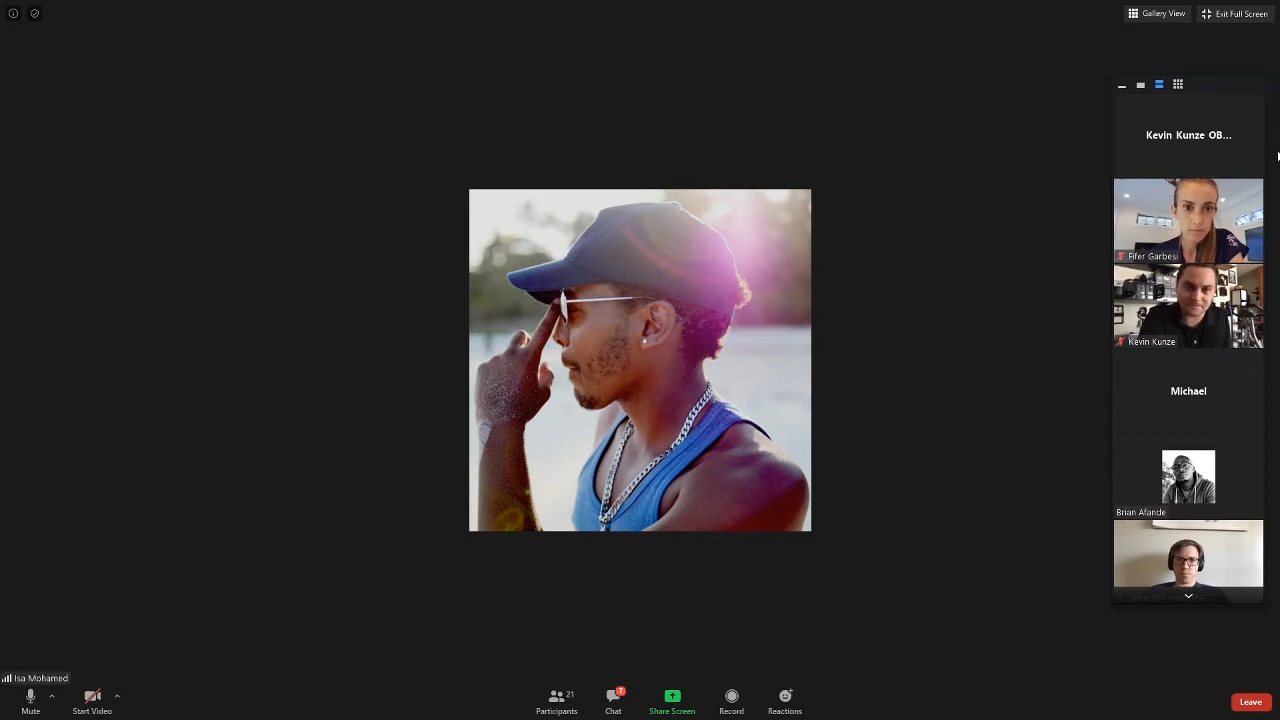 Gallery View
Exit Full Screen
Kevin Kunze OB...
Fifer Garbesi
Kevin Kunze
Michael
Brian Afande
Isa Mohamed
Mute
Start Video
Participants
21
Chat
7
Share Screen
Record
Reactions
Leave